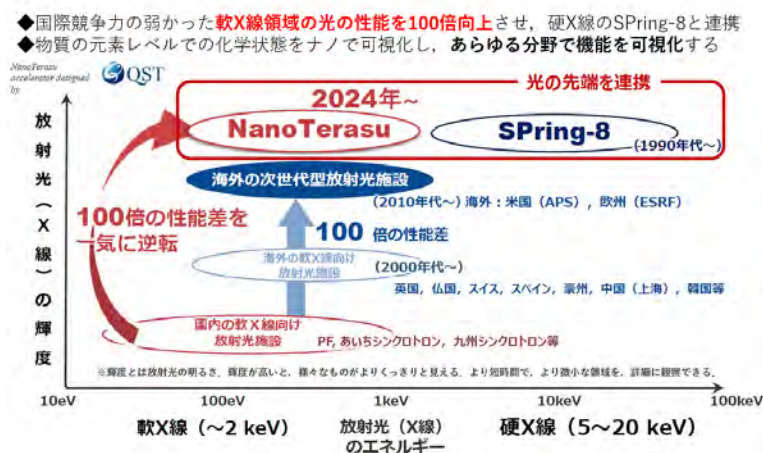 ◆国際競争力の弱かった軟X線領域の光の性能を100倍向上させ，硬X線のSPring-8と連携
◆物質の元素レベルでの化学状態をナノで可視化し，あらゆる分野で機能を可視化する
NanoTerasu
accelerator designed
by
QST
光の先端を連携
2024年~
NanoTerasu
SPring-8
(1990年代～)
海外の次世代型放射光施設
(2010年代～) 海外：米国（APS），欧州（ESRF）
100倍の性能差を
一気に逆転
100 倍の性能差
海外の軟X線向け
放射光施設
(2000年代～)
英国，仏国，スイス，スペイン，豪州，中国（上海），韓国等
国内の軟X線向け
放射光施設
PF, あいちシンクロトロン，九州シンクロトロン等
※輝度とは放射光の明るさ．輝度が高いと，様々なものがよりくっきりと見える．より短時間で，より微小な領域を，詳細に観察できる．
放射光（X線）の輝度
10eV
100eV
1keV
10keV
100keV
軟X線（～2 keV）
放射光（X線）
のエネルギー
硬X線（5～20 keV）